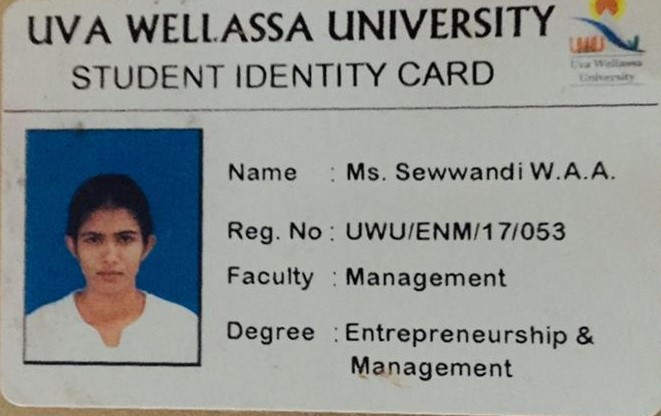 UVA WELLASSA UNIVERSITY
STUDENT IDENTITY CARD
Uva Wellassa
University
Name : Ms. Sewwandi W.A.A.
Reg. No : UWU/ENM/17/053
Faculty : Management
Degree : Entrepreneurship &
Management